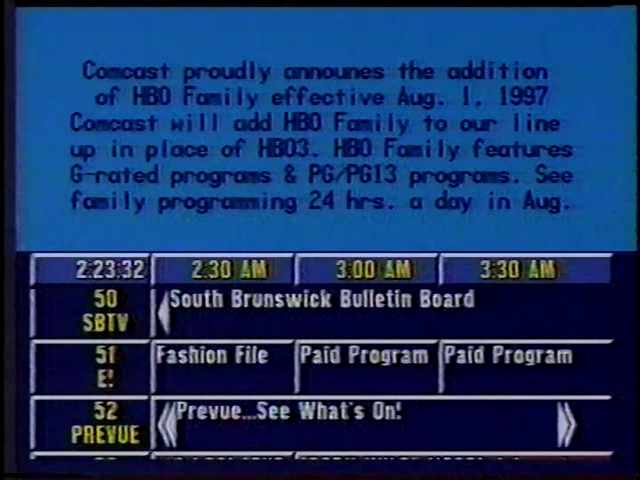 Comcast proudly announes the addition
of HBO Family effective Aug. 1, 1997
Comcast will add HBO Family to our line
up in place of HBO3. HBO Family features
G-rated programs & PG/PG13 programs. See
family programming 24 hrs. a day in Aug.
2:23:32 2:30 AM 3:00 AM 3:30 AM
50 South Brunswick Bulletin Board
SBTV
51 Fashion File Paid Program Paid Program
E!
52 Prevue...See What's On!
PREVUE